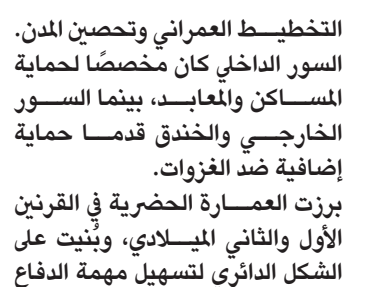 التخطيط العمراني وتحصين المدن.
السور الداخلي كان مخصصًا لحماية
المساكن والمعابد، بينما السور
الخارجي والخندق قدما حماية
إضافية ضد الغزوات.
برزت العمارة الحضرية في القرنين
الأول والثاني الميلادي، وبُنيت على
الشكل الدائري لتسهيل مهمة الدفاع